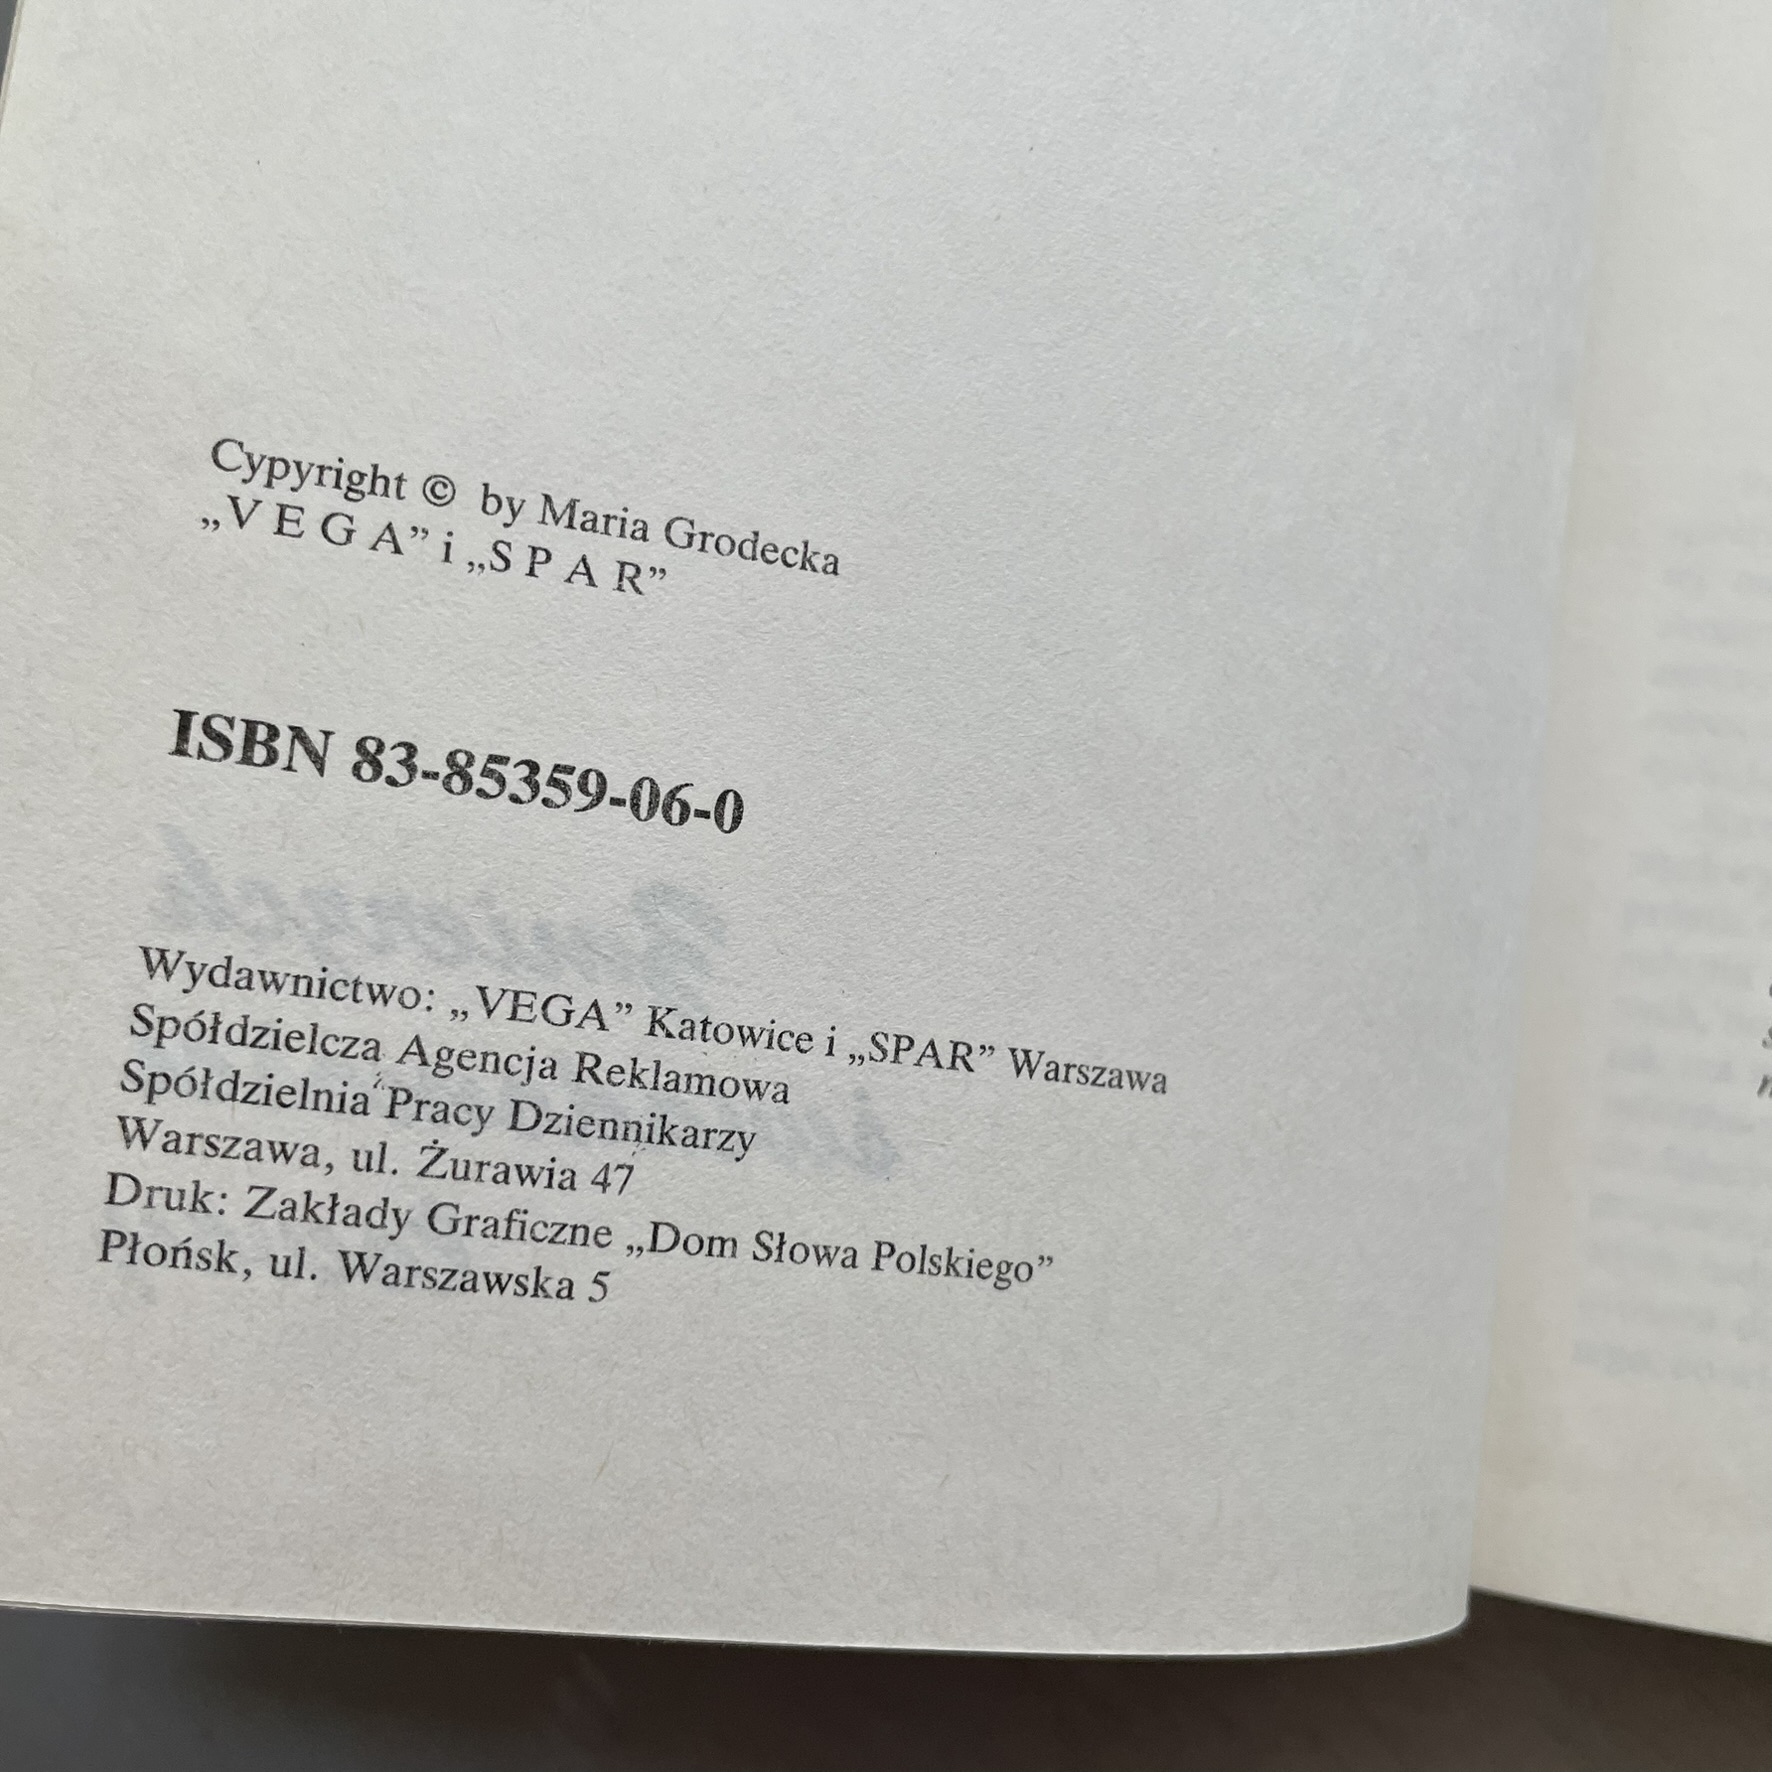 Cypyright © by Maria Grodecka
„V E G A” i „S P A R”
ISBN 83-85359-06-0
Wydawnictwo: „VEGA” Katowice i „SPAR” Warszawa
Spółdzielcza Agencja Reklamowa
Spółdzielnia Pracy Dziennikarzy
Warszawa, ul. Żurawia 47
Druk: Zakłady Graficzne „Dom Słowa Polskiego”
Płońsk, ul. Warszawska 5